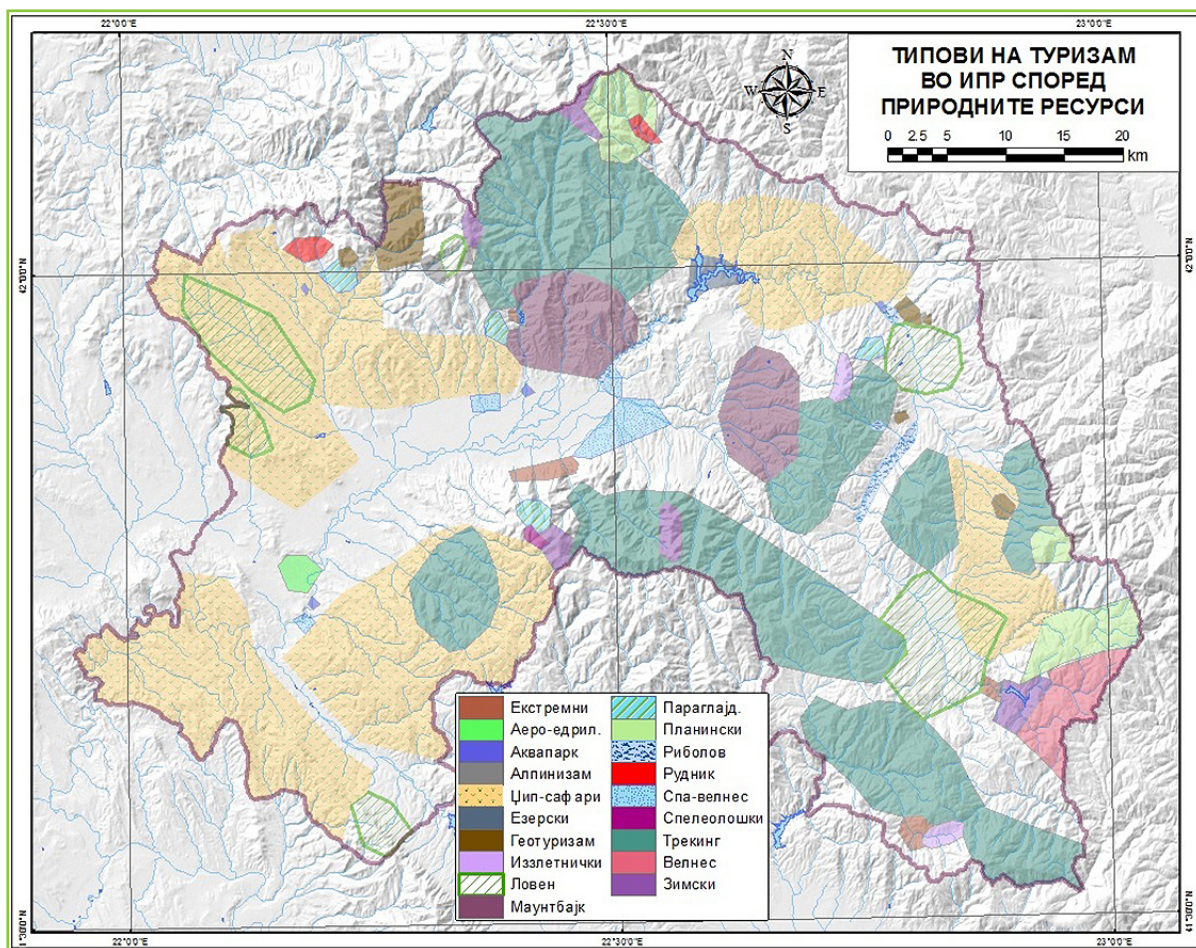 22°0'0"E 22°30'0"E 23°0'0"E
ТИПОВИ НА ТУРИЗАМ
ВО ИПР СПОРЕД
ПРИРОДНИТЕ РЕСУРСИ
0 2.5 5 10 15 20
km
N
W E
S
42°0'0"N 42°0'0"N
Екстремни
Аеро-едрил.
Аквапарк
Алпинизам
Џип-сафари
Езерски
Геотуризам
Иззлетнички
Ловен
Маунтбајк
Параглајд.
Планински
Риболов
Рудник
Спа-велнес
Спелеолошки
Трекинг
Велнес
Зимски
41°30'0"N
22°0'0"E 22°30'0"E 23°0'0"E